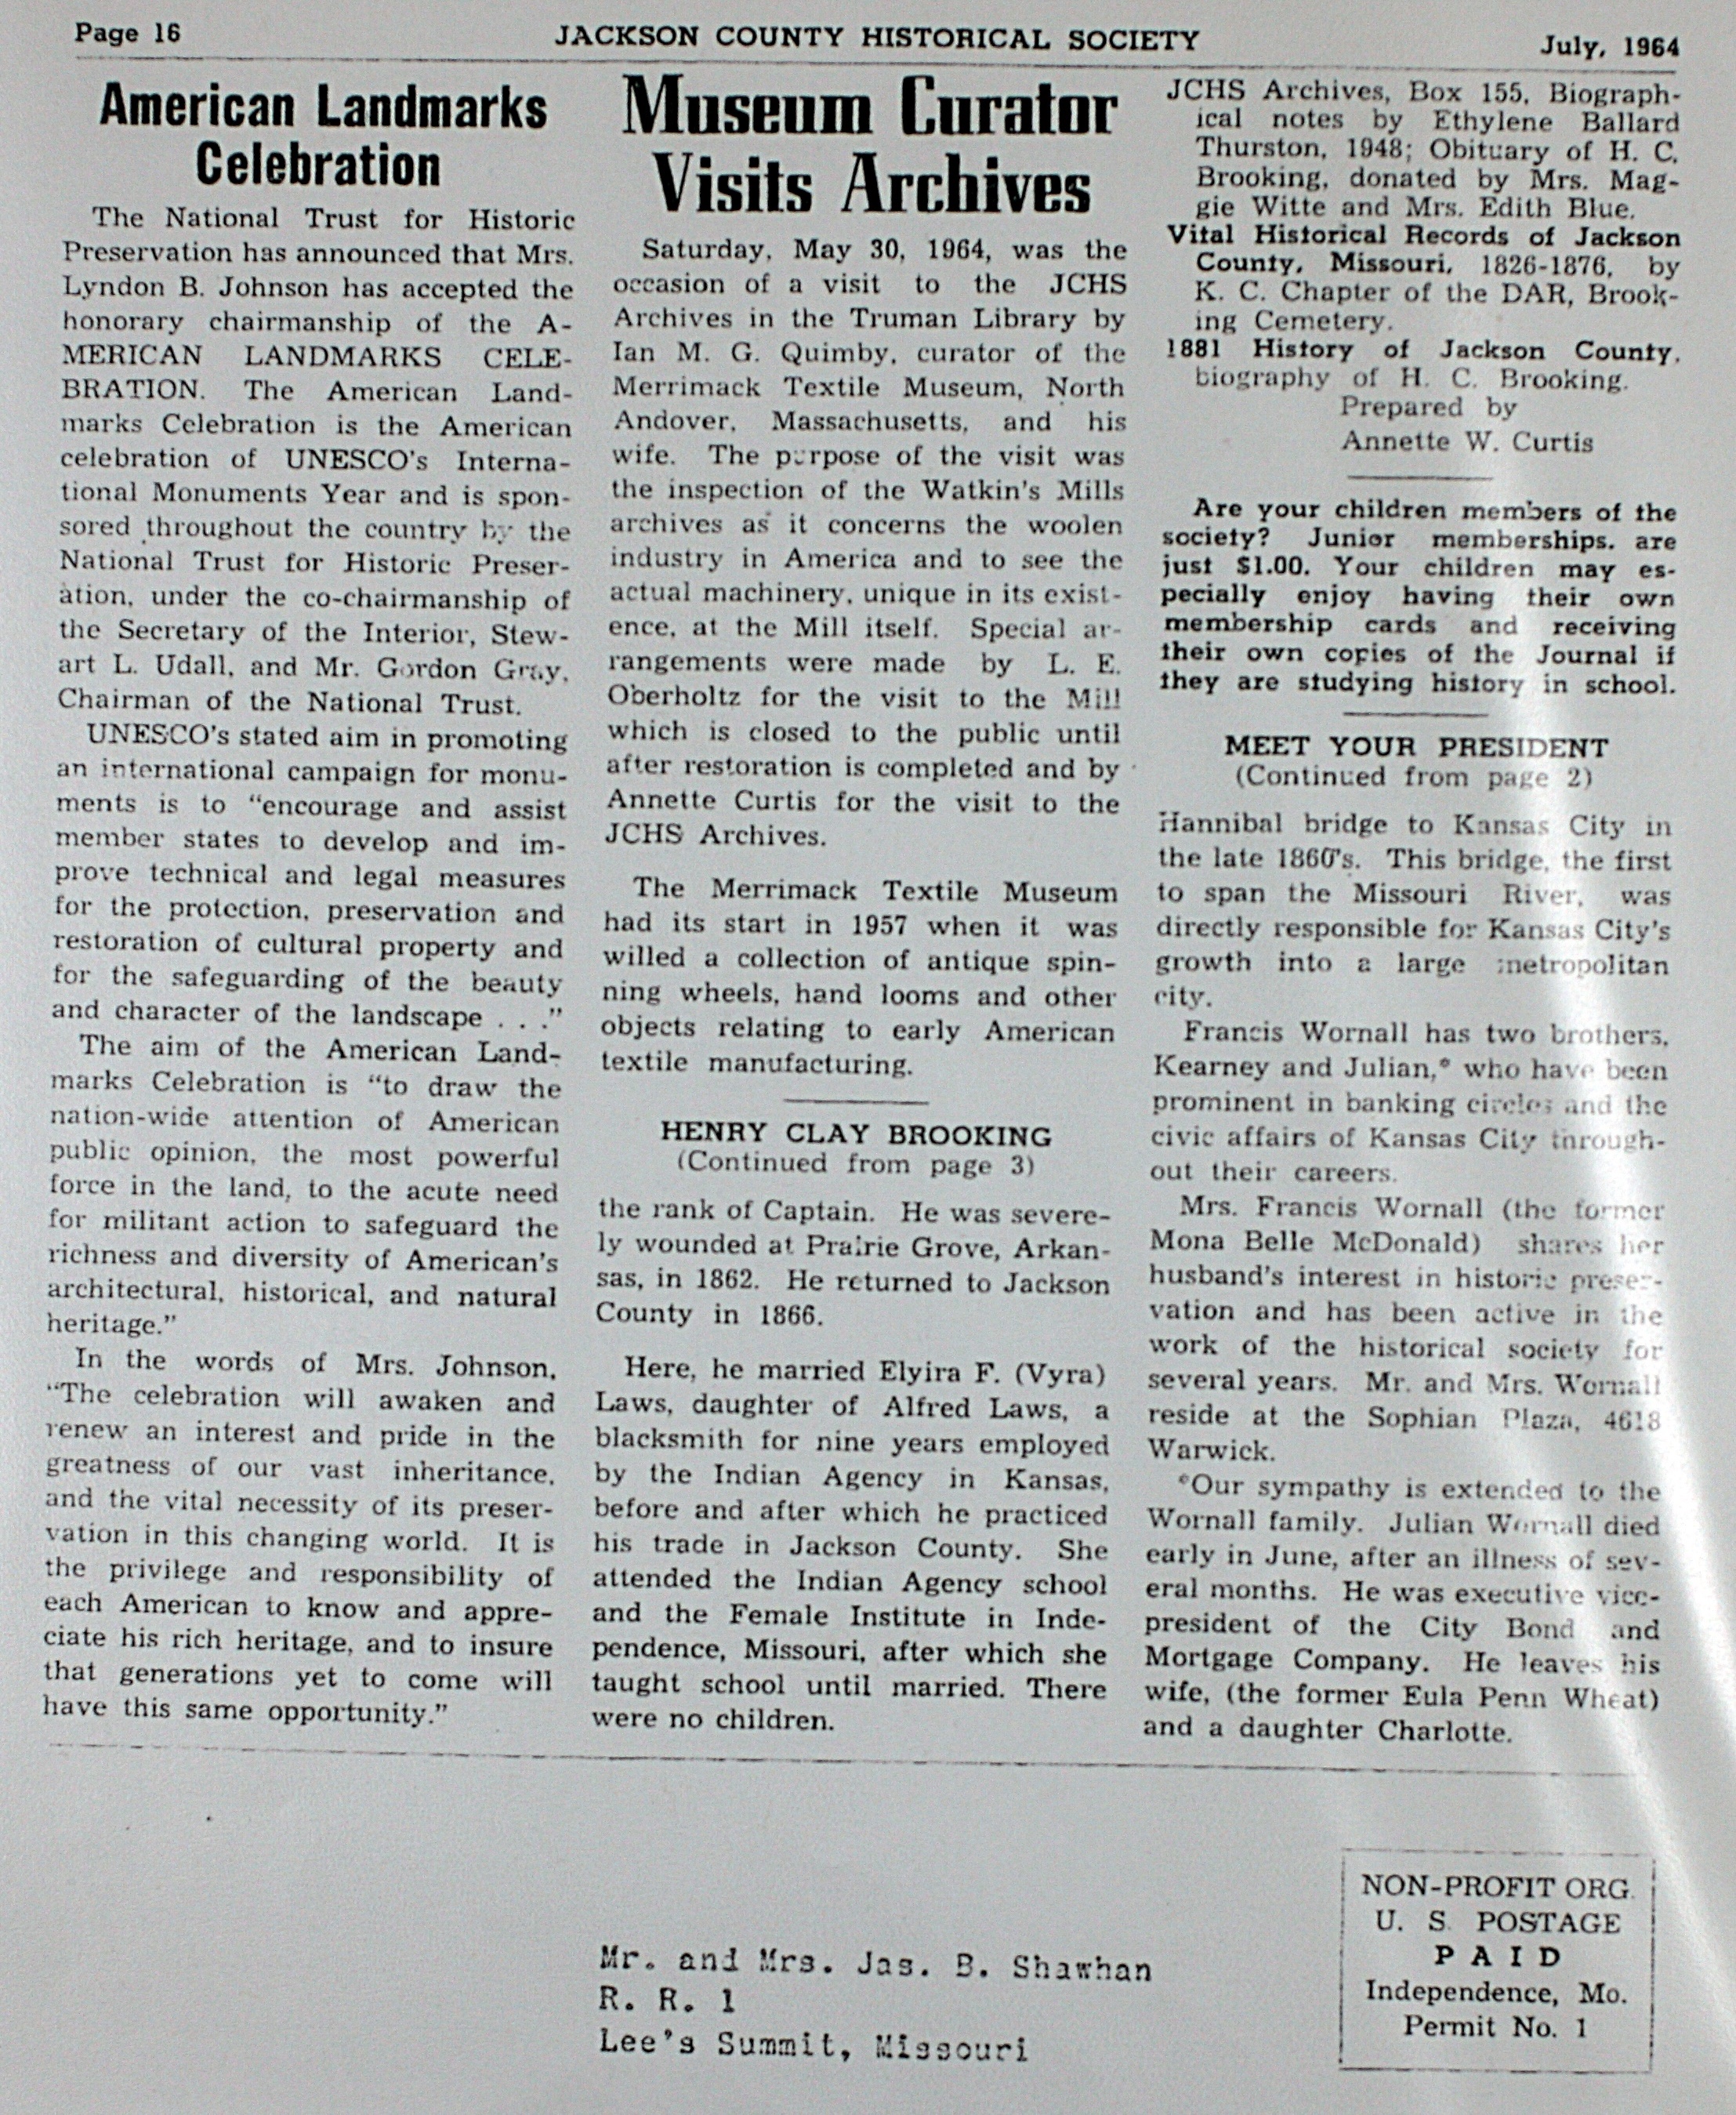 Page 16
JACKSON COUNTY HISTORICAL SOCIETY
July, 1964
American Landmarks
Celebration
The National Trust for Historic
Preservation has announced that Mrs.
Lyndon B. Johnson has accepted the
honorary chairmanship of the A-
MERICAN LANDMARKS CELE-
BRATION. The American Land-
marks Celebration is the American
celebration of UNESCO's Interna-
tional Monuments Year and is spon-
sored throughout the country by the
National Trust for Historic Preser-
ation, under the co-chairmanship of
the Secretary of the Interior, Stew-
art L. Udall, and Mr. Gordon Gray,
Chairman of the National Trust.
UNESCO's stated aim in promoting
an international campaign for monu-
ments is to "encourage and assist
member states to develop and im-
prove technical and legal measures
for the protection, preservation and
restoration of cultural property and
for the safeguarding of the beauty
and character of the landscape . . ."
The aim of the American Land-
marks Celebration is "to draw the
nation-wide attention of American
public opinion, the most powerful
force in the land, to the acute need
for militant action to safeguard the
richness and diversity of American's
architectural, historical, and natural
heritage."
In the words of Mrs. Johnson,
"The celebration will awaken and
renew an interest and pride in the
greatness of our vast inheritance,
and the vital necessity of its preser-
vation in this changing world. It is
the privilege and responsibility of
each American to know and appre-
ciate his rich heritage, and to insure
that generations yet to come will
have this same opportunity."
Museum Curator
Visits Archives
Saturday, May 30, 1964, was the
occasion of a visit to the JCHS
Archives in the Truman Library by
Ian M. G. Quimby, curator of the
Merrimack Textile Museum, North
Andover, Massachusetts, and his
wife. The purpose of the visit was
the inspection of the Watkin's Mills
archives as it concerns the woolen
industry in America and to see the
actual machinery, unique in its exist-
ence, at the Mill itself. Special ar-
rangements were made by L. E.
Oberholtz for the visit to the Mill
which is closed to the public until
after restoration is completed and by
Annette Curtis for the visit to the
JCHS Archives.
The Merrimack Textile Museum
had its start in 1957 when it was
willed a collection of antique spin-
ning wheels, hand looms and other
objects relating to early American
textile manufacturing.
HENRY CLAY BROOKING
(Continued from page 3)
the rank of Captain. He was severe-
ly wounded at Prairie Grove, Arkan-
sas, in 1862. He returned to Jackson
County in 1866.
Here, he married Elyira F. (Vyra)
Laws, daughter of Alfred Laws, a
blacksmith for nine years employed
by the Indian Agency in Kansas,
before and after which he practiced
his trade in Jackson County. She
attended the Indian Agency school
and the Female Institute in Inde-
pendence, Missouri, after which she
taught school until married. There
were no children.
JCHS Archives, Box 155, Biograph-
ical notes by Ethylene Ballard
Thurston, 1948; Obituary of H. C.
Brooking, donated by Mrs. Mag-
gie Witte and Mrs. Edith Blue.
Vital Historical Records of Jackson
County, Missouri, 1826-1876, by
K. C. Chapter of the DAR, Brook-
ing Cemetery.
1881 History of Jackson County,
biography of H. C. Brooking.
Prepared by
Annette W. Curtis
Are your children members of the
society? Junior memberships. are
just $1.00. Your children may es-
pecially enjoy having their own
membership cards and receiving
their own copies of the Journal if
they are studying history in school.
MEET YOUR PRESIDENT
(Continued from page 2)
Hannibal bridge to Kansas City in
the late 1860's. This bridge, the first
to span the Missouri River, was
directly responsible for Kansas City's
growth into a large metropolitan
city.
Francis Wornall has two brothers,
Kearney and Julian,* who have been
prominent in banking circles and the
civic affairs of Kansas City through-
out their careers.
Mrs. Francis Wornall (the former
Mona Belle McDonald) shares her
husband's interest in historic preser-
vation and has been active in the
work of the historical society for
several years. Mr. and Mrs. Wornall
reside at the Sophian Plaza, 4618
Warwick.
*Our sympathy is extended to the
Wornall family. Julian Wornall died
early in June, after an illness of sev-
eral months. He was executive vice-
president of the City Bond and
Mortgage Company. He leaves his
wife, (the former Eula Penn Wheat)
and a daughter Charlotte.
Mr. and Mrs. Jas. B. Shawhan
R. R. 1
Lee's Summit, Missouri
NON-PROFIT ORG.
U. S. POSTAGE
PAID
Independence, Mo.
Permit No. 1